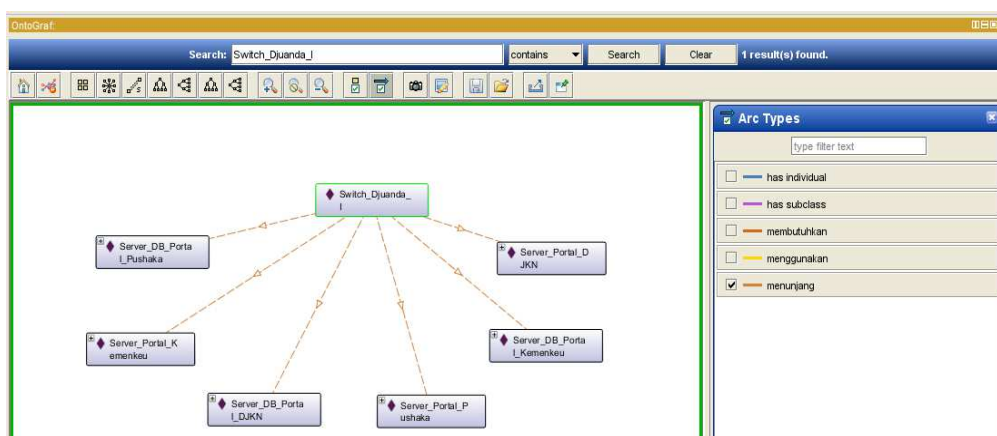 OntoGraf:
Search: Switch_Djuanda_I contains Search Clear 1 result(s) found.
Arc Types
type filter text
has individual
has subclass
membutuhkan
menggunakan
menunjang
Switch_Djuanda_
I
Server_DB_Porta
l_Pushaka
Server_Portal_D
JKN
Server_Portal_K
emenkeu
Server_DB_Porta
l_Kemenkeu
Server_DB_Porta
l_DJKN
Server_Portal_P
ushaka